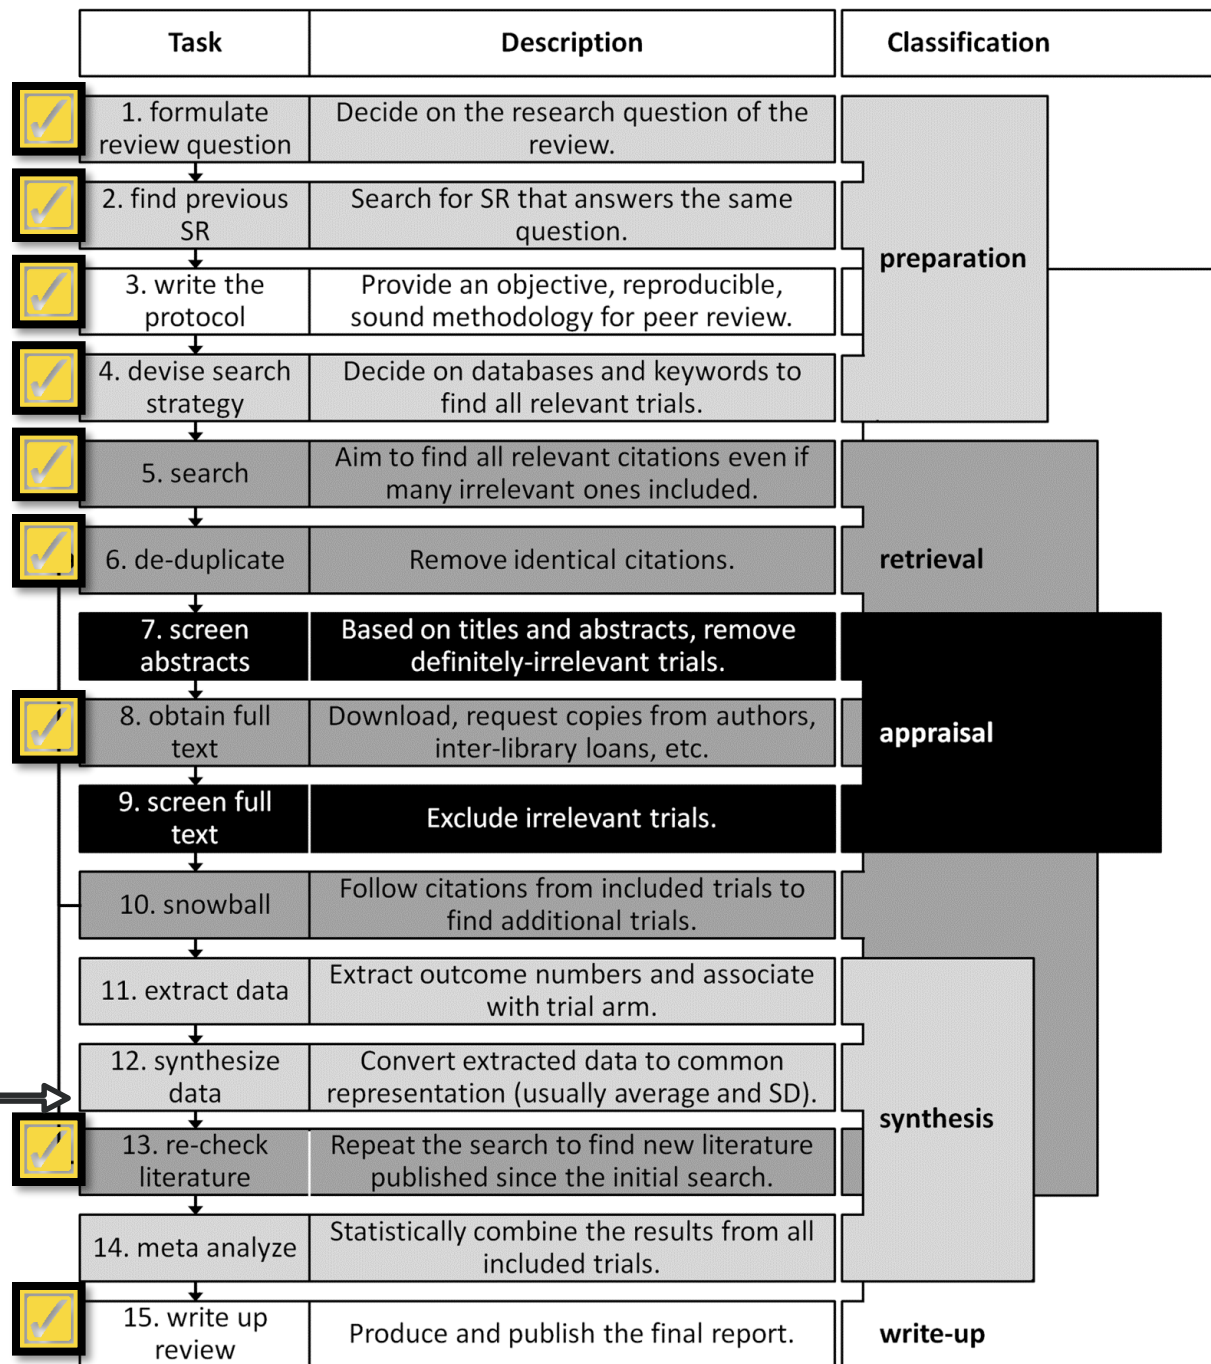 Task
Description
Classification
1. formulate
review question
Decide on the research question of the
review.
2. find previous
SR
Search for SR that answers the same
question.
preparation
3. write the
protocol
Provide an objective, reproducible,
sound methodology for peer review.
4. devise search
strategy
Decide on databases and keywords to
find all relevant trials.
5. search
Aim to find all relevant citations even if
many irrelevant ones included.
6. de-duplicate
Remove identical citations.
retrieval
7. screen
abstracts
Based on titles and abstracts, remove
definitely-irrelevant trials.
8. obtain full
text
Download, request copies from authors,
inter-library loans, etc.
appraisal
9. screen full
text
Exclude irrelevant trials.
10. snowball
Follow citations from included trials to
find additional trials.
11. extract data
Extract outcome numbers and associate
with trial arm.
12. synthesize
data
Convert extracted data to common
representation (usually average and SD).
synthesis
13. re-check
literature
Repeat the search to find new literature
published since the initial search.
14. meta analyze
Statistically combine the results from all
included trials.
15. write up
review
Produce and publish the final report.
write-up